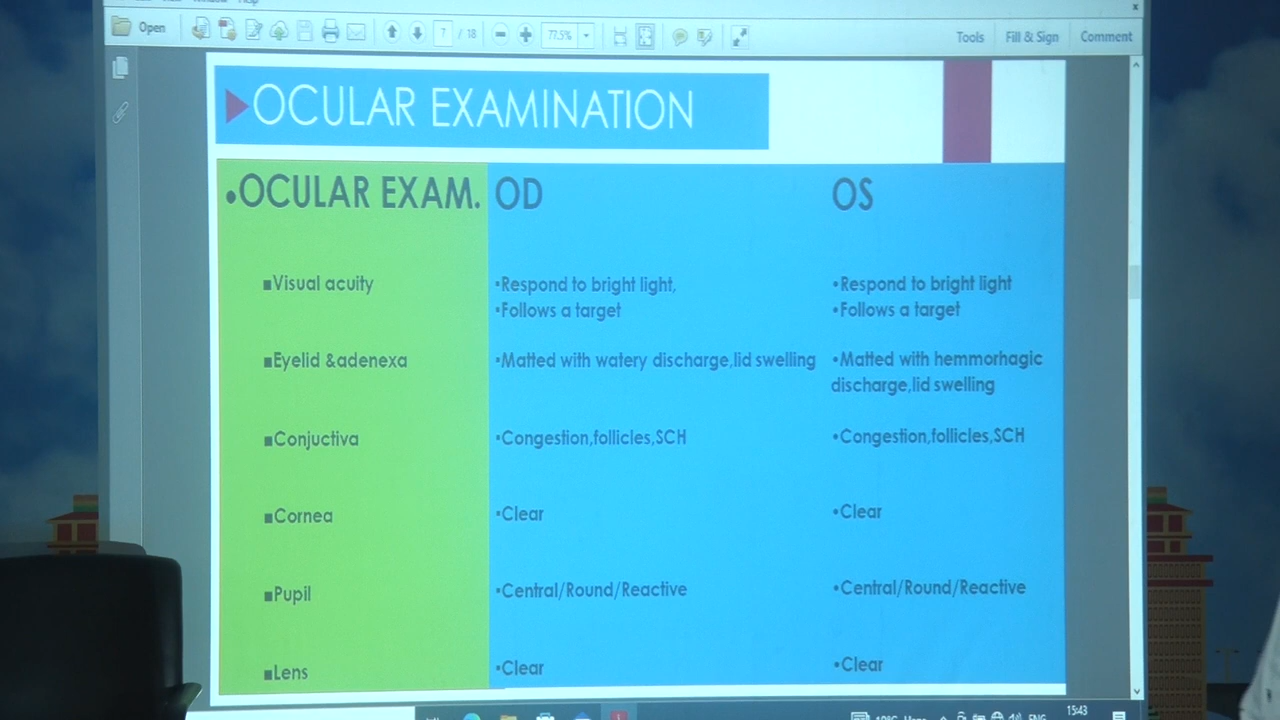 Open
7 / 18
77.5%
Tools
Fill & Sign
Comment
OCULAR EXAMINATION
•OCULAR EXAM. OD OS
▪Visual acuity
•Respond to bright light,
•Follows a target
•Respond to bright light
•Follows a target
▪Eyelid &adenexa
•Matted with watery discharge,lid swelling
•Matted with hemmorhagic
discharge,lid swelling
▪Conjuctiva
•Congestion,follicles,SCH
•Congestion,follicles,SCH
▪Cornea
•Clear
•Clear
▪Pupil
•Central/Round/Reactive
•Central/Round/Reactive
▪Lens
•Clear
•Clear
15:43
ENG